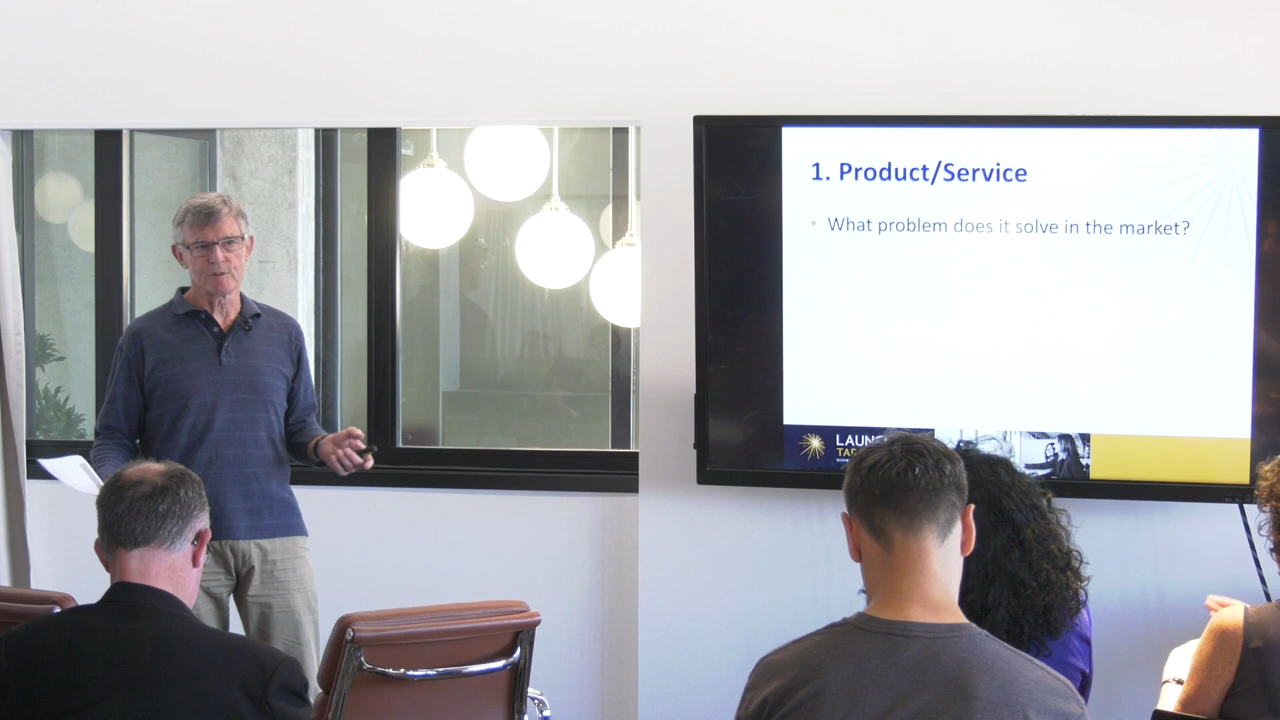 1. Product/Service
What problem does it solve in the market?